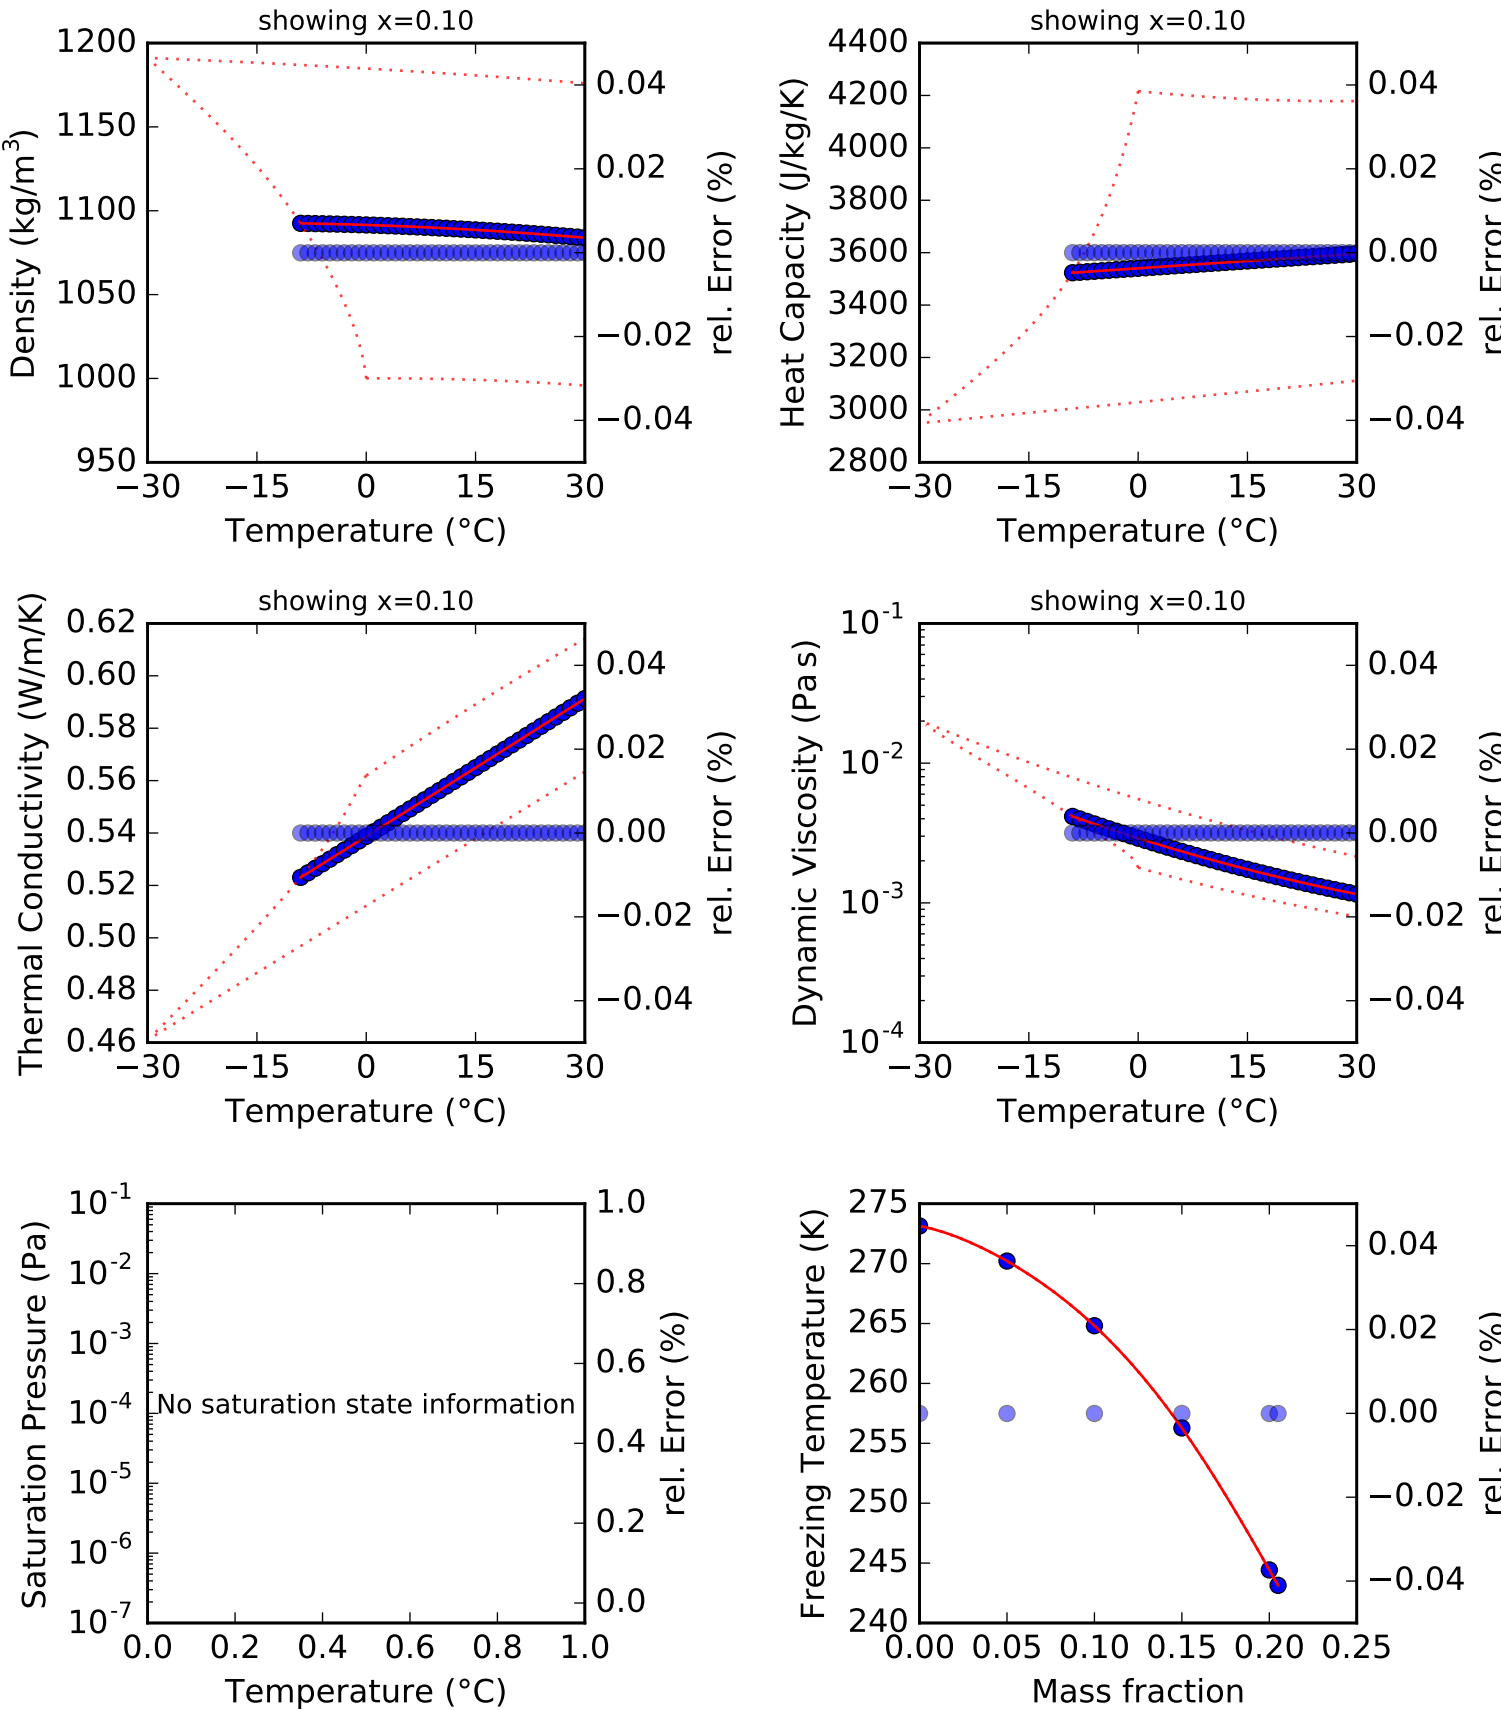 showing x=0.10
1200
1150
1100
1050
1000
950
Density (kg/m³)
0.04
0.02
0.00
−0.02
−0.04
rel. Error (%)
−30 −15 0 15 30
Temperature (°C)
showing x=0.10
4400
4200
4000
3800
3600
3400
3200
3000
2800
Heat Capacity (J/kg/K)
0.04
0.02
0.00
−0.02
−0.04
rel. Error (%)
−30 −15 0 15 30
Temperature (°C)
showing x=0.10
0.62
0.60
0.58
0.56
0.54
0.52
0.50
0.48
0.46
Thermal Conductivity (W/m/K)
0.04
0.02
0.00
−0.02
−0.04
rel. Error (%)
−30 −15 0 15 30
Temperature (°C)
showing x=0.10
10⁻¹
10⁻²
10⁻³
10⁻⁴
Dynamic Viscosity (Pa s)
0.04
0.02
0.00
−0.02
−0.04
rel. Error (%)
−30 −15 0 15 30
Temperature (°C)
10⁻¹
10⁻²
10⁻³
10⁻⁴
10⁻⁵
10⁻⁶
10⁻⁷
Saturation Pressure (Pa)
No saturation state information
1.0
0.8
0.6
0.4
0.2
0.0
rel. Error (%)
0.0 0.2 0.4 0.6 0.8 1.0
Temperature (°C)
275
270
265
260
255
250
245
240
Freezing Temperature (K)
0.04
0.02
0.00
−0.02
−0.04
rel. Error (%)
0.00 0.05 0.10 0.15 0.20 0.25
Mass fraction